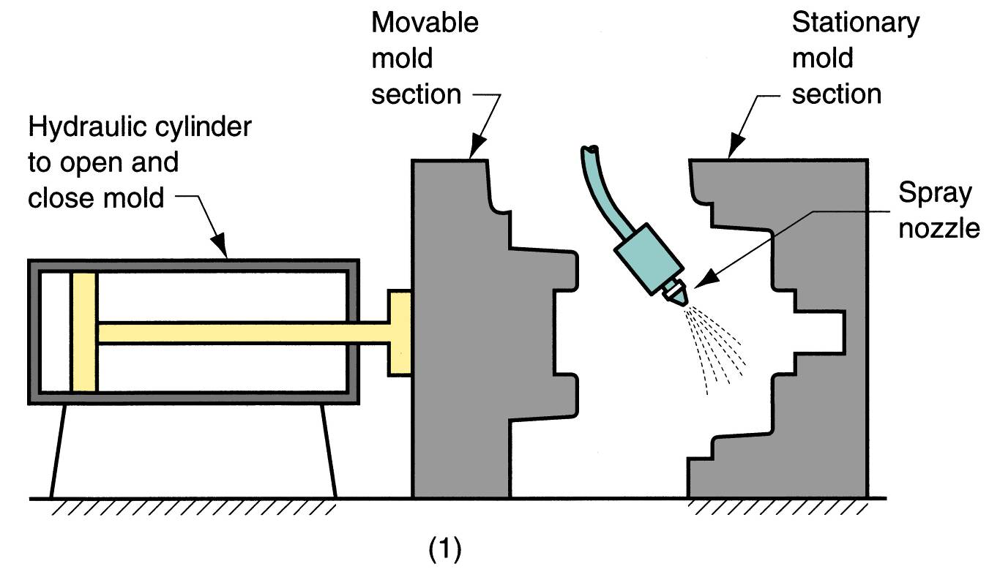 Movable
mold
section
Stationary
mold
section
Hydraulic cylinder
to open and
close mold
Spray
nozzle
(1)